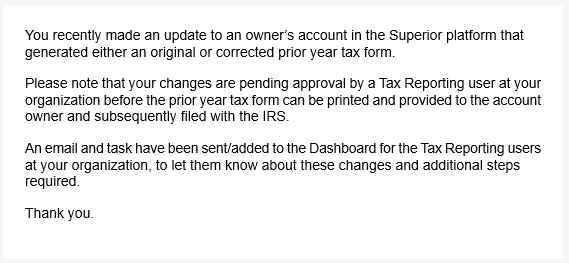 You recently made an update to an owner’s account in the Superior platform that
generated either an original or corrected prior year tax form.
Please note that your changes are pending approval by a Tax Reporting user at your
organization before the prior year tax form can be printed and provided to the account
owner and subsequently filed with the IRS.
An email and task have been sent/added to the Dashboard for the Tax Reporting users
at your organization, to let them know about these changes and additional steps
required.
Thank you.